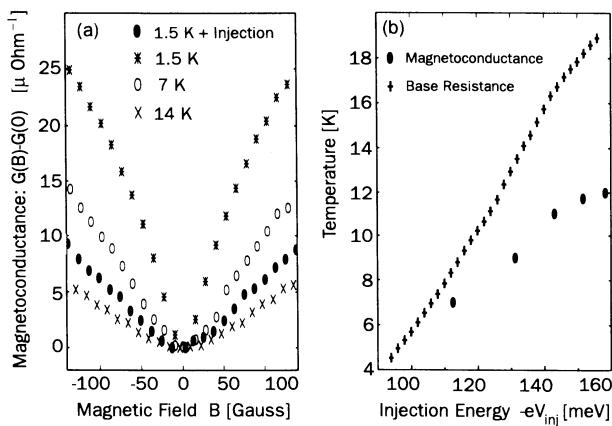 (a)
1.5 K + Injection
1.5 K
7 K
14 K
Magnetoconductance: G(B)-G(O) [μ Ohm⁻¹]
25
20
15
10
5
0
-100
-50
0
50
100
Magnetic Field B [Gauss]
(b)
Magnetoconductance
Base Resistance
Temperature [K]
18
16
14
12
10
8
6
4
100
120
140
160
Injection Energy -eV_inj [meV]